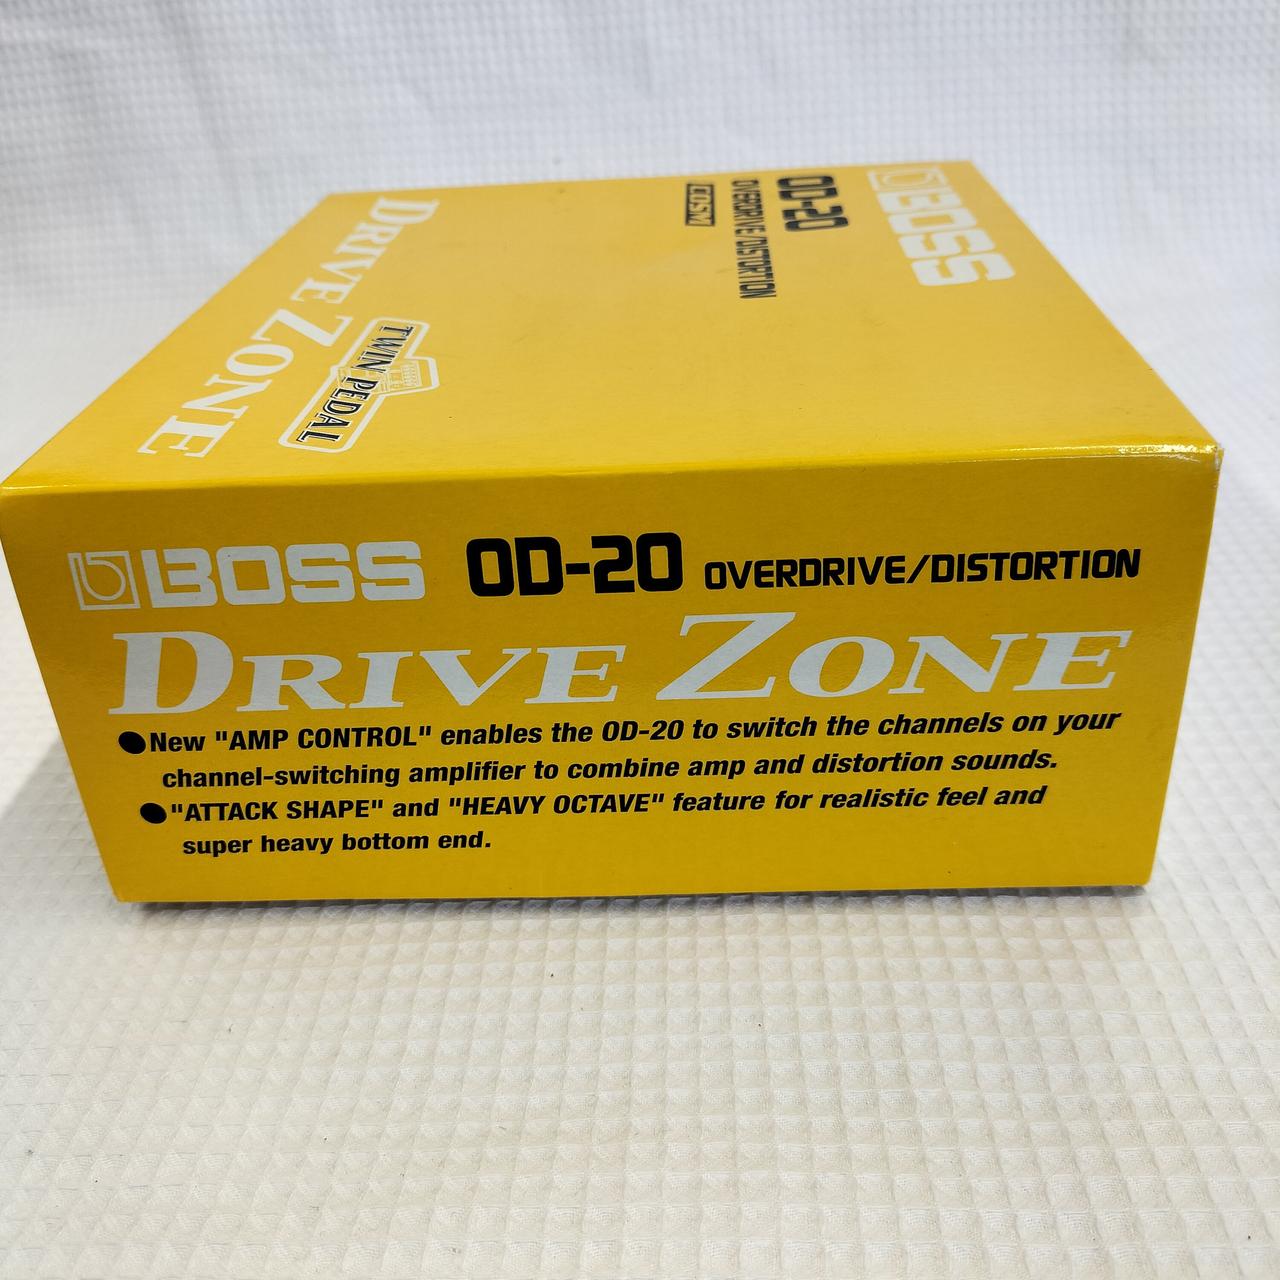 BOSS
OD-20
OVERDRIVE/DISTORTION
COSM
DRIVE ZONE
TWIN PEDAL
BOSS OD-20 OVERDRIVE/DISTORTION
DRIVE ZONE
●New "AMP CONTROL" enables the OD-20 to switch the channels on your
channel-switching amplifier to combine amp and distortion sounds.
●"ATTACK SHAPE" and "HEAVY OCTAVE" feature for realistic feel and
super heavy bottom end.